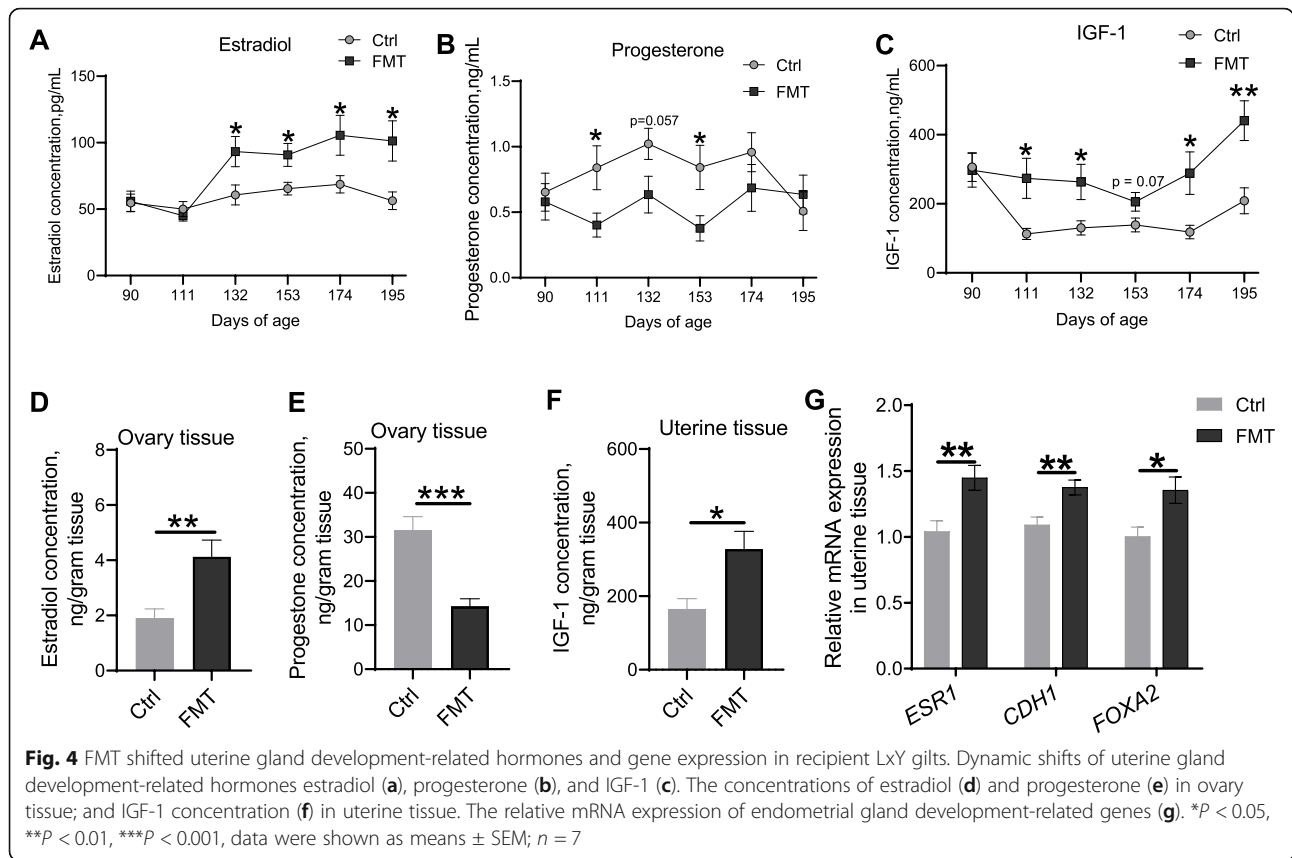 A
Estradiol
Ctrl
FMT
Estradiol concentration,pg/mL
150
100
50
0
*
*
*
*
90 111 132 153 174 195
Days of age
B
Progesterone
Ctrl
FMT
Progesterone concentration,ng/mL
1.5
1.0
0.5
0.0
*
p=0.057
*
90 111 132 153 174 195
Days of age
C
IGF-1
Ctrl
FMT
IGF-1 concentration,ng/mL
600
400
200
0
*
*
p = 0.07
*
**
90 111 132 153 174 195
Days of age
D
Ovary tissue
Estradiol concentration,
ng/gram tissue
8
6
4
2
0
**
Ctrl
FMT
E
Ovary tissue
Progestone concentration,
ng/gram tissue
50
40
30
20
10
0
***
Ctrl
FMT
F
Uterine tissue
IGF-1 concentration,
ng/gram tissue
600
400
200
0
*
Ctrl
FMT
G
Ctrl
FMT
Relative mRNA expression
in uterine tissue
2.0
1.5
1.0
0.5
0.0
**
**
*
ESR1
CDH1
FOXA2
Fig. 4 FMT shifted uterine gland development-related hormones and gene expression in recipient LxY gilts. Dynamic shifts of uterine gland
development-related hormones estradiol (a), progesterone (b), and IGF-1 (c). The concentrations of estradiol (d) and progesterone (e) in ovary
tissue; and IGF-1 concentration (f) in uterine tissue. The relative mRNA expression of endometrial gland development-related genes (g). *P < 0.05,
**P < 0.01, ***P < 0.001, data were shown as means ± SEM; n = 7